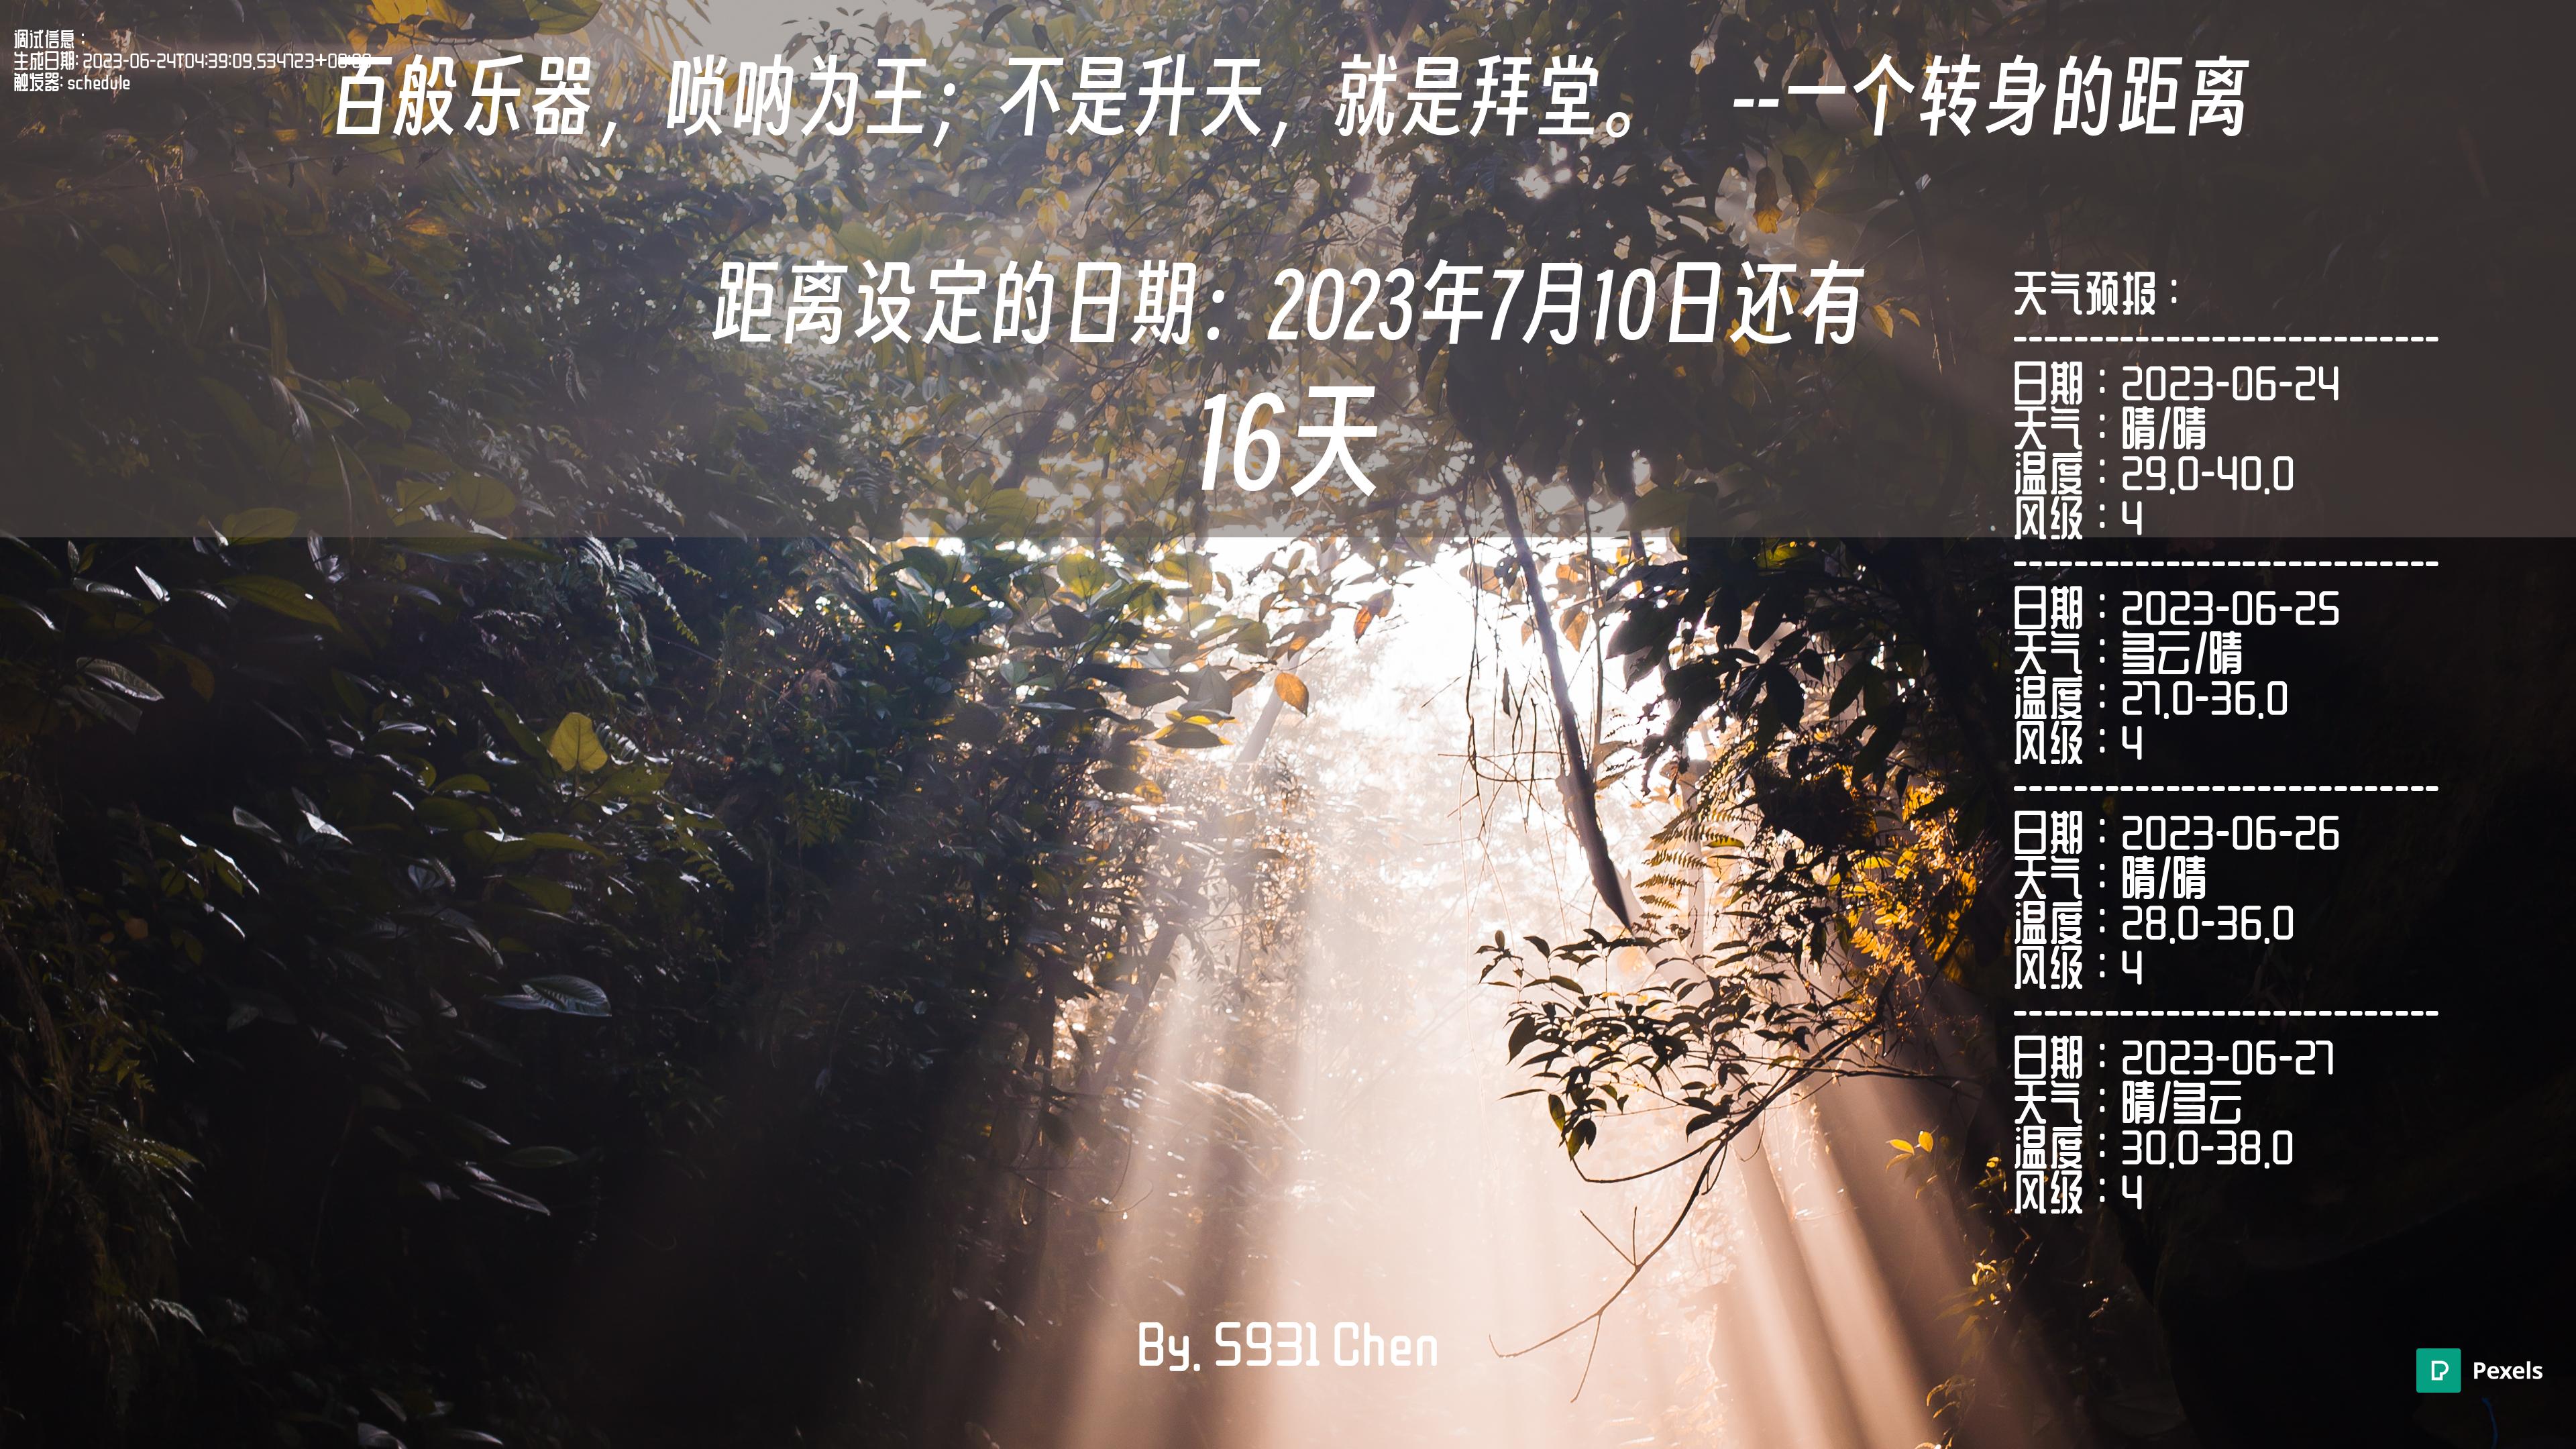 调试信息：
生成日期: 2023-06-24T04:39:09.534723+08:00
触发器: schedule
百般乐器，唢呐为王；不是升天，就是拜堂。 --一个转身的距离
距离设定的日期：2023年7月10日还有
16天
天气预报：
----------------------------
日期：2023-06-24
天气：晴/晴
温度：29.0-40.0
风级：4
----------------------------
日期：2023-06-25
天气：多云/晴
温度：27.0-36.0
风级：4
----------------------------
日期：2023-06-26
天气：晴/晴
温度：28.0-36.0
风级：4
----------------------------
日期：2023-06-27
天气：晴/多云
温度：30.0-38.0
风级：4
By. S931 Chen
Pexels